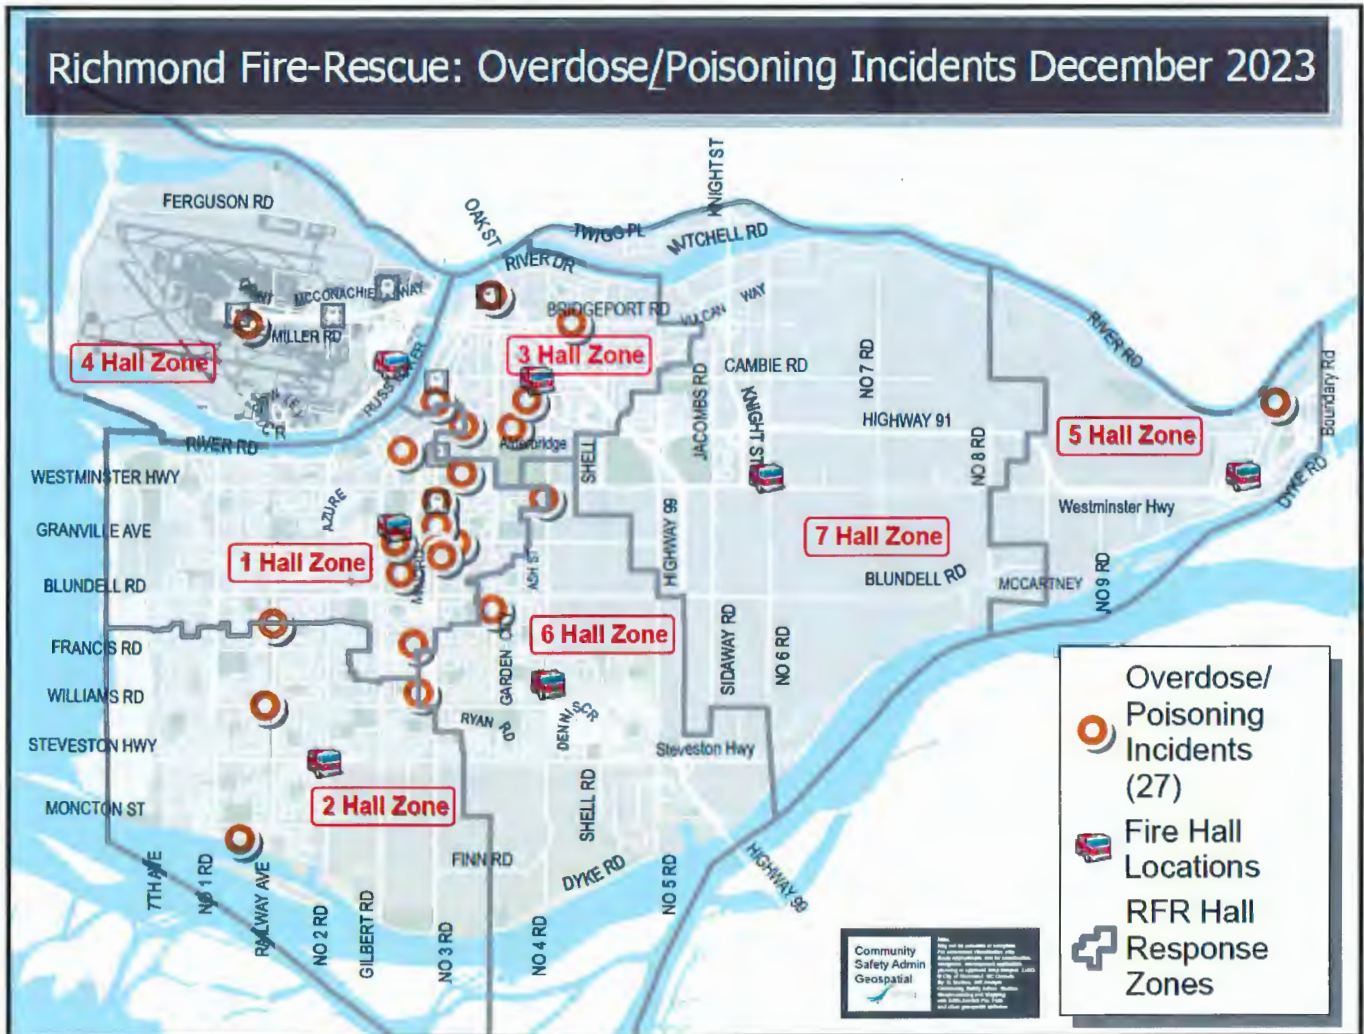 Richmond Fire-Rescue: Overdose/Poisoning Incidents December 2023
KNIGHT ST
FERGUSON RD
OAK ST
TWIGG PL
MITCHELL RD
RIVER DR
MCCONACHIE WAY
BRIDGEPORT RD
VULCAN WAY
RIVER RD
MILLER RD
4 Hall Zone
3 Hall Zone
CAMBIE RD
NO 7 RD
JACOMBS RD
KNIGHT ST
HIGHWAY 91
Boundary Rd
5 Hall Zone
RIVER RD
Alderbridge
SHELL
NO 8 RD
WESTMINSTER HWY
AZURE
HIGHWAY 99
Westminster Hwy
DYKE RD
GRANVILLE AVE
7 Hall Zone
1 Hall Zone
ASH ST
BLUNDELL RD
BLUNDELL RD
MCCARTNEY
NO 9 RD
6 Hall Zone
GARDEN CITY
SIDAWAY RD
NO 6 RD
FRANCIS RD
WILLIAMS RD
RYAN RD
DENNIS CR
STEVESTON HWY
Steveston Hwy
2 Hall Zone
SHELL RD
MONCTON ST
FINN RD
DYKE RD
HIGHWAY 99
7TH AVE
NO 1 RD
RAILWAY AVE
NO 2 RD
GILBERT RD
NO 3 RD
NO 4 RD
NO 5 RD
Overdose/
Poisoning
Incidents
(27)
Fire Hall
Locations
RFR Hall
Response
Zones
Community
Safety Admin
Geospatial